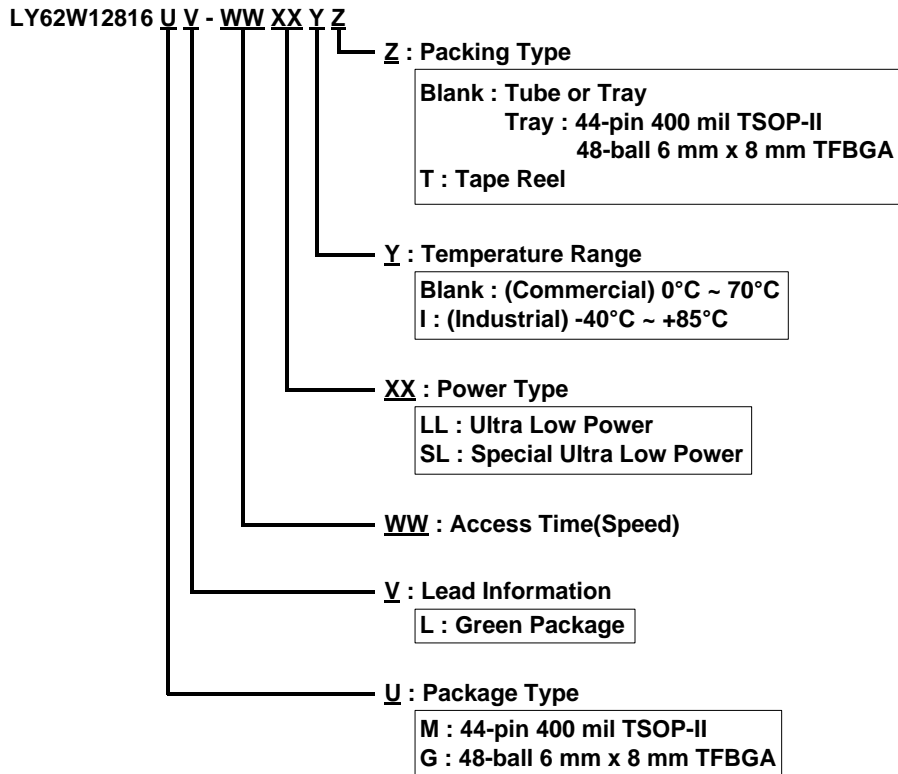 LY62W12816 U V - WW XX Y Z
Z : Packing Type
Blank : Tube or Tray
Tray : 44-pin 400 mil TSOP-II
48-ball 6 mm x 8 mm TFBGA
T : Tape Reel
Y : Temperature Range
Blank : (Commercial) 0°C ~ 70°C
I : (Industrial) -40°C ~ +85°C
XX : Power Type
LL : Ultra Low Power
SL : Special Ultra Low Power
WW : Access Time(Speed)
V : Lead Information
L : Green Package
U : Package Type
M : 44-pin 400 mil TSOP-II
G : 48-ball 6 mm x 8 mm TFBGA